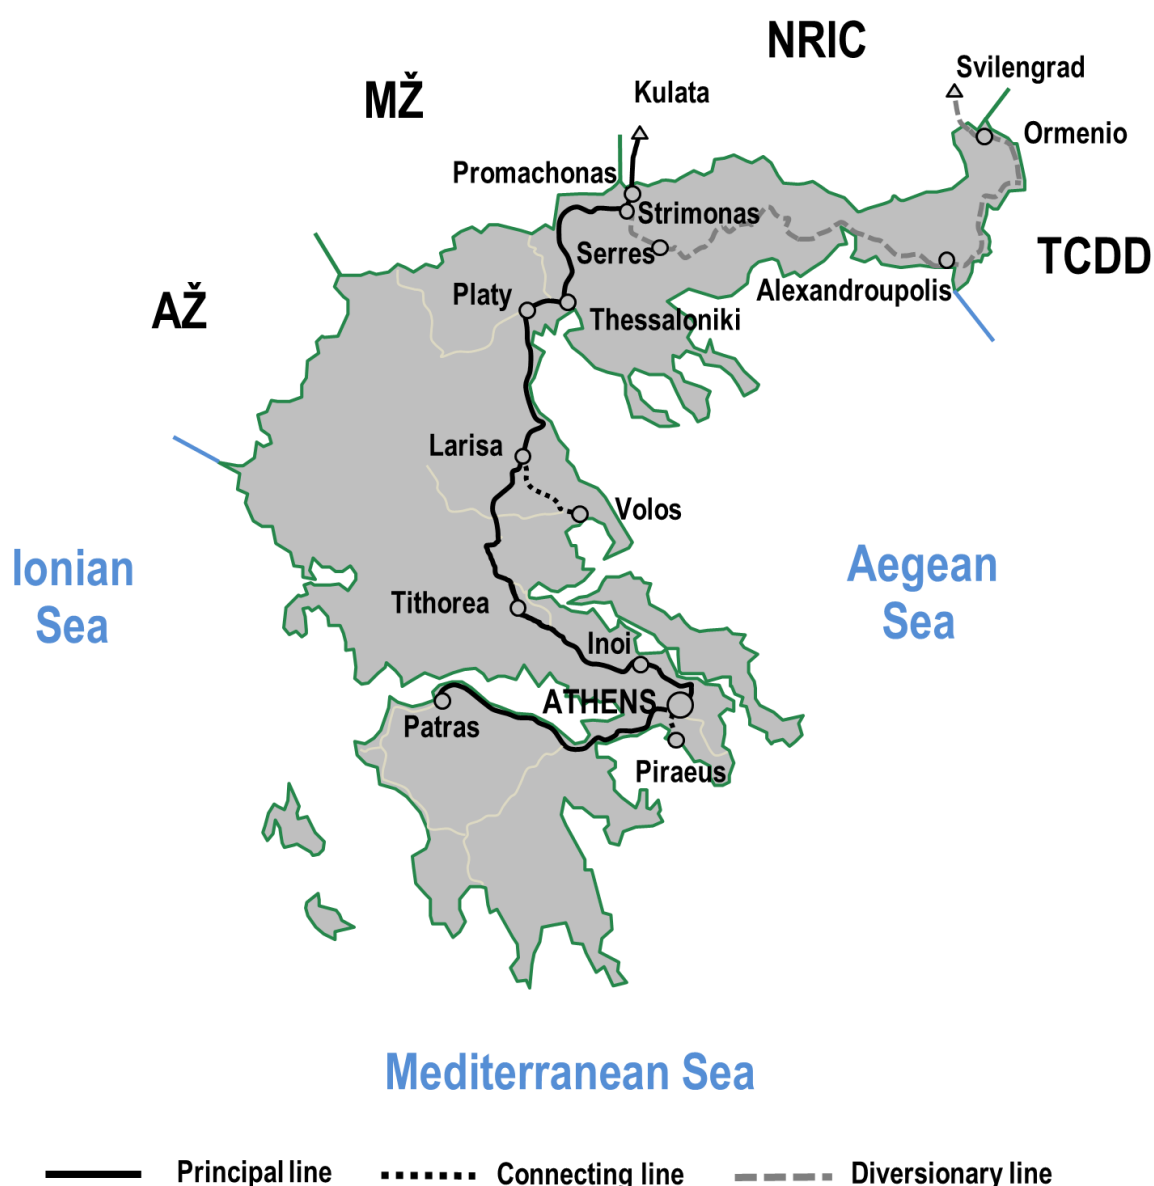 NRIC
Svilengrad
Kulata
MŽ
Ormenio
Promachonas
Strimonas
Serres
TCDD
Alexandroupolis
Platy
AŽ
Thessaloniki
Larisa
Volos
Ionian
Sea
Aegean
Sea
Tithorea
Inoi
ATHENS
Patras
Piraeus
Mediterranean Sea
Principal line
Connecting line
Diversionary line